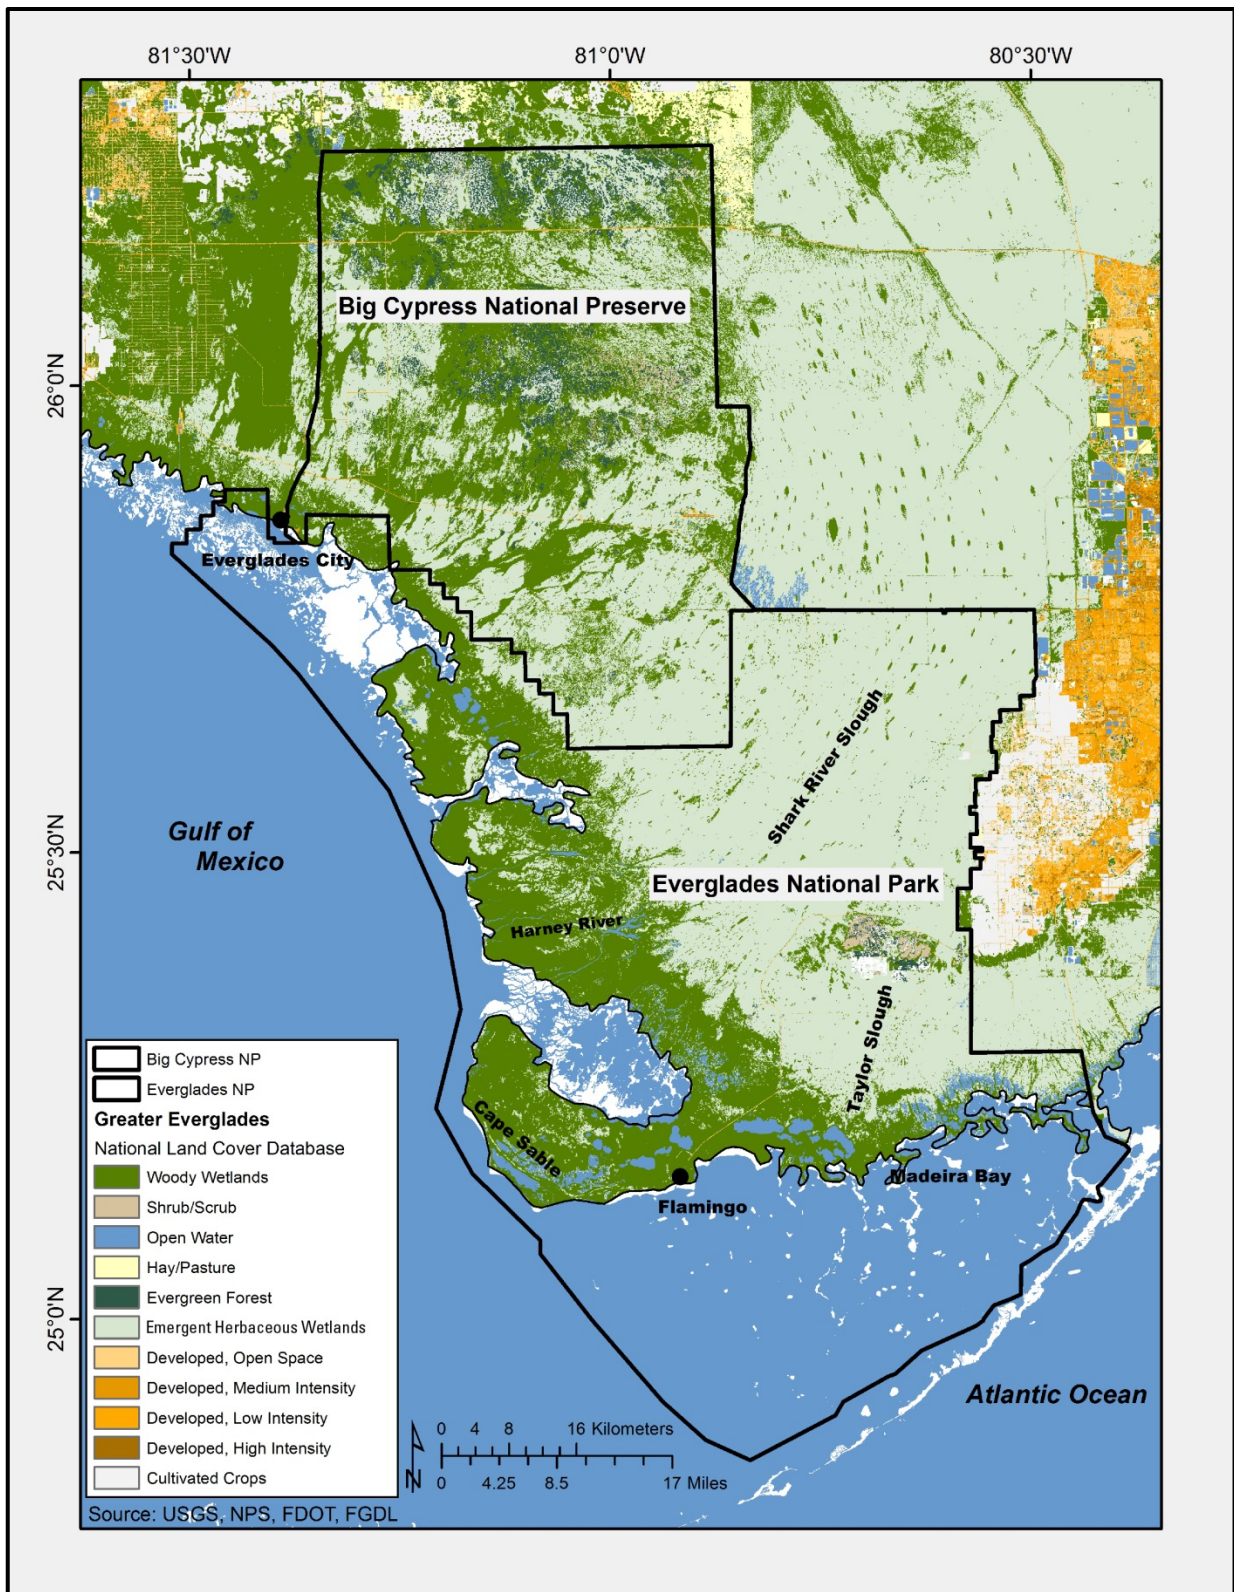 81°30'W
81°0'W
80°30'W
26°0'N
25°30'N
25°0'N
Big Cypress National Preserve
Everglades City
Shark River Slough
Gulf of
Mexico
Everglades National Park
Harney River
Taylor Slough
Cape Sable
Madeira Bay
Flamingo
Atlantic Ocean
Big Cypress NP
Everglades NP
Greater Everglades
National Land Cover Database
Woody Wetlands
Shrub/Scrub
Open Water
Hay/Pasture
Evergreen Forest
Emergent Herbaceous Wetlands
Developed, Open Space
Developed, Medium Intensity
Developed, Low Intensity
Developed, High Intensity
Cultivated Crops
Source: USGS, NPS, FDOT, FGDL
N
0 4 8 16 Kilometers
0 4.25 8.5 17 Miles